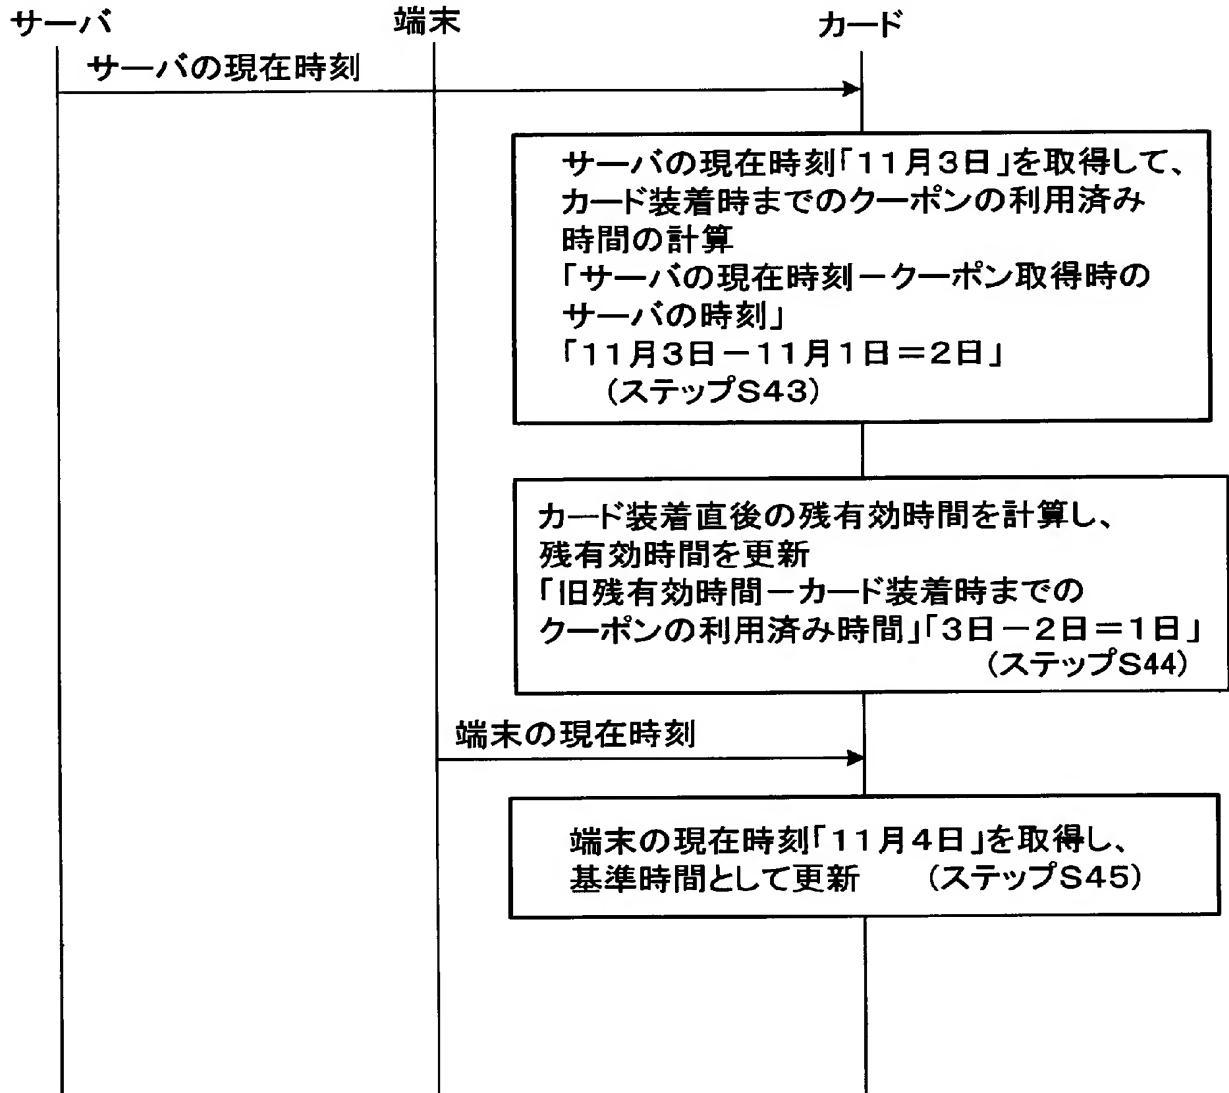 サーバ
端末
カード
サーバの現在時刻
サーバの現在時刻「11月3日」を取得して、
カード装着時までのクーポンの利用済み
時間の計算
「サーバの現在時刻－クーポン取得時の
サーバの時刻」
「11月3日－11月1日＝2日」
（ステップS43）
カード装着直後の残有効時間を計算し、
残有効時間を更新
「旧残有効時間－カード装着時までの
クーポンの利用済み時間」「3日－2日＝1日」
（ステップS44）
端末の現在時刻
端末の現在時刻「11月4日」を取得し、
基準時間として更新　（ステップS45）